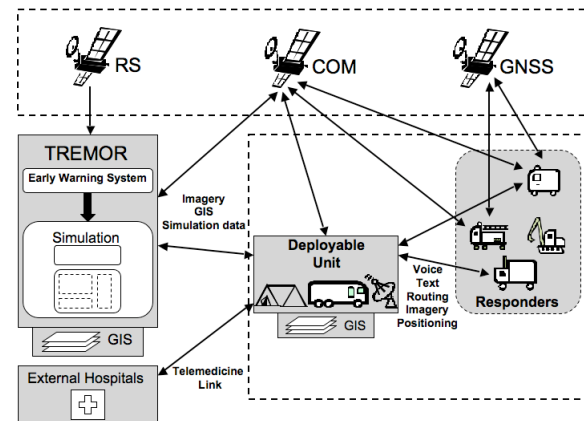 RS
COM
GNSS
TREMOR
Early Warning System
Simulation
GIS
External Hospitals
Imagery
GIS
Simulation data
Telemedicine
Link
Deployable
Unit
GIS
Voice
Text
Routing
Imagery
Positioning
Responders